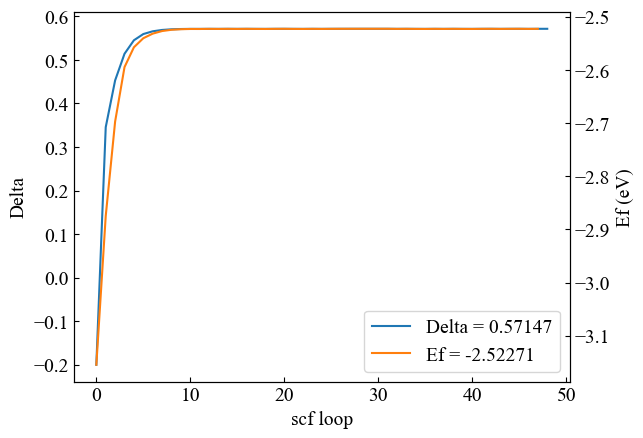 0.6
0.5
0.4
0.3
0.2
0.1
0.0
−0.1
−0.2
Delta
−2.5
−2.6
−2.7
−2.8
−2.9
−3.0
−3.1
Ef (eV)
Delta = 0.57147
Ef = -2.52271
0 10 20 30 40 50
scf loop